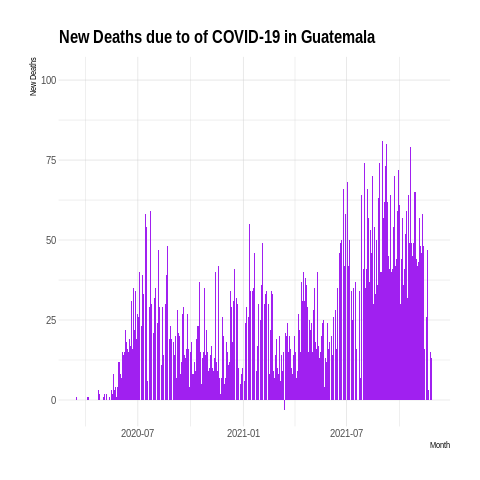 New Deaths due to of COVID-19 in Guatemala
New Deaths
100
75
50
25
0
2020-07
2021-01
2021-07
Month